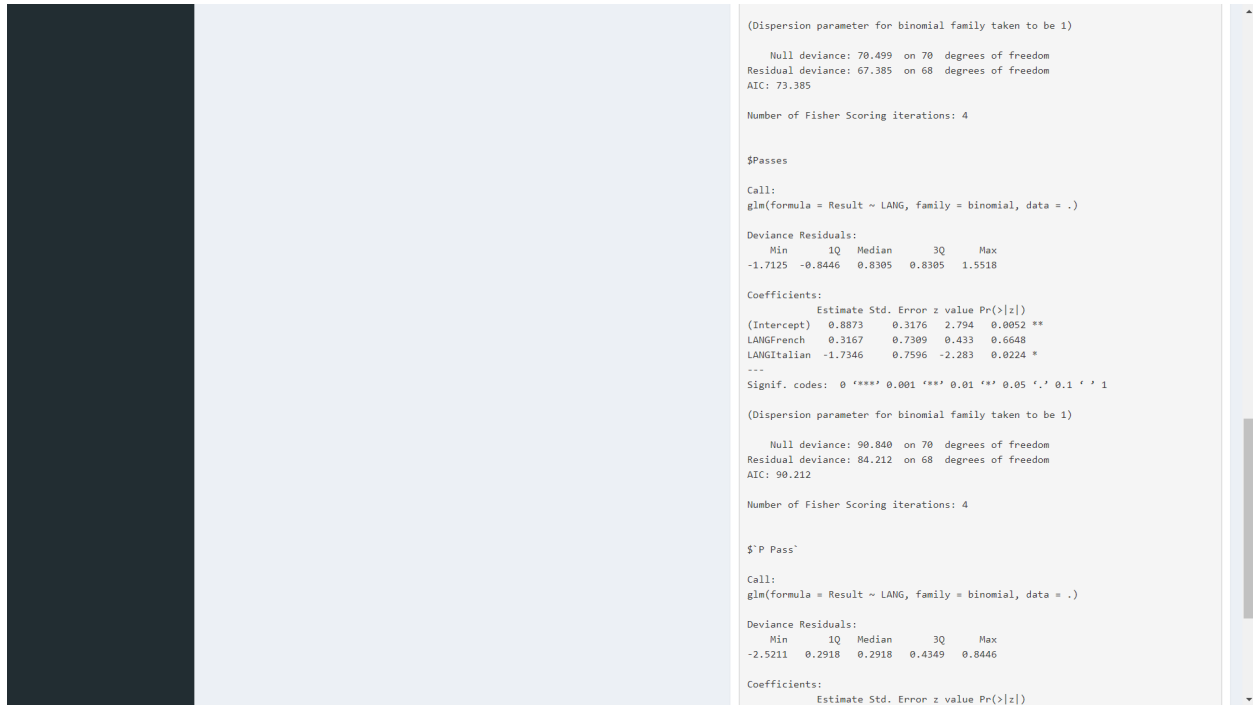 (Dispersion parameter for binomial family taken to be 1)
Null deviance: 70.499 on 70 degrees of freedom
Residual deviance: 67.385 on 68 degrees of freedom
AIC: 73.385
Number of Fisher Scoring iterations: 4
$Passes
Call:
glm(formula = Result ~ LANG, family = binomial, data = .)
Deviance Residuals:
Min 1Q Median 3Q Max
-1.7125 -0.8446 0.8305 0.8305 1.5518
Coefficients:
Estimate Std. Error z value Pr(>|z|)
(Intercept) 0.8873 0.3176 2.794 0.0052 **
LANGFrench 0.3167 0.7309 0.433 0.6648
LANGItalian -1.7346 0.7596 -2.283 0.0224 *
---
Signif. codes: 0 ‘***’ 0.001 ‘**’ 0.01 ‘*’ 0.05 ‘.’ 0.1 ‘ ’ 1
(Dispersion parameter for binomial family taken to be 1)
Null deviance: 90.840 on 70 degrees of freedom
Residual deviance: 84.212 on 68 degrees of freedom
AIC: 90.212
Number of Fisher Scoring iterations: 4
$`P Pass`
Call:
glm(formula = Result ~ LANG, family = binomial, data = .)
Deviance Residuals:
Min 1Q Median 3Q Max
-2.5211 0.2918 0.2918 0.4349 0.8446
Coefficients:
Estimate Std. Error z value Pr(>|z|)